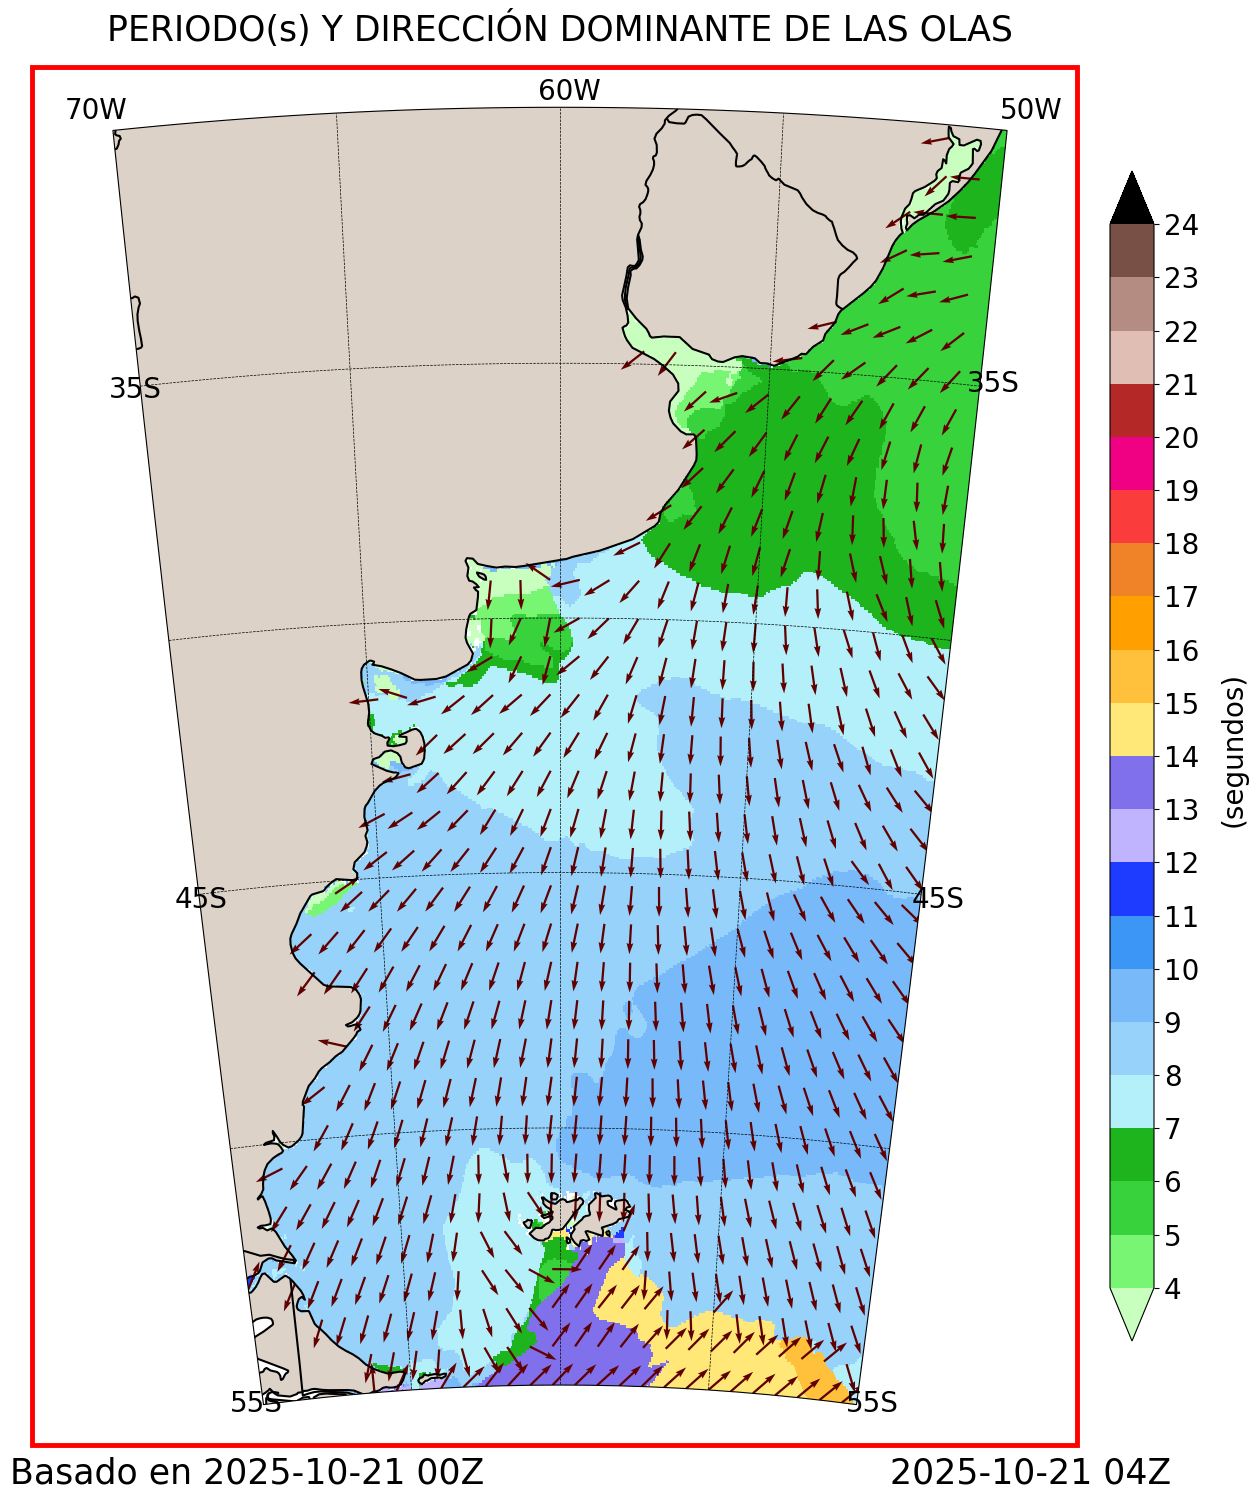 PERIODO(s) Y DIRECCIÓN DOMINANTE DE LAS OLAS
70W
60W
50W
35S
35S
45S
45S
55S
55S
24
23
22
21
20
19
18
17
16
15
14
13
12
11
10
9
8
7
6
5
4
(segundos)
Basado en 2025-10-21 00Z
2025-10-21 04Z